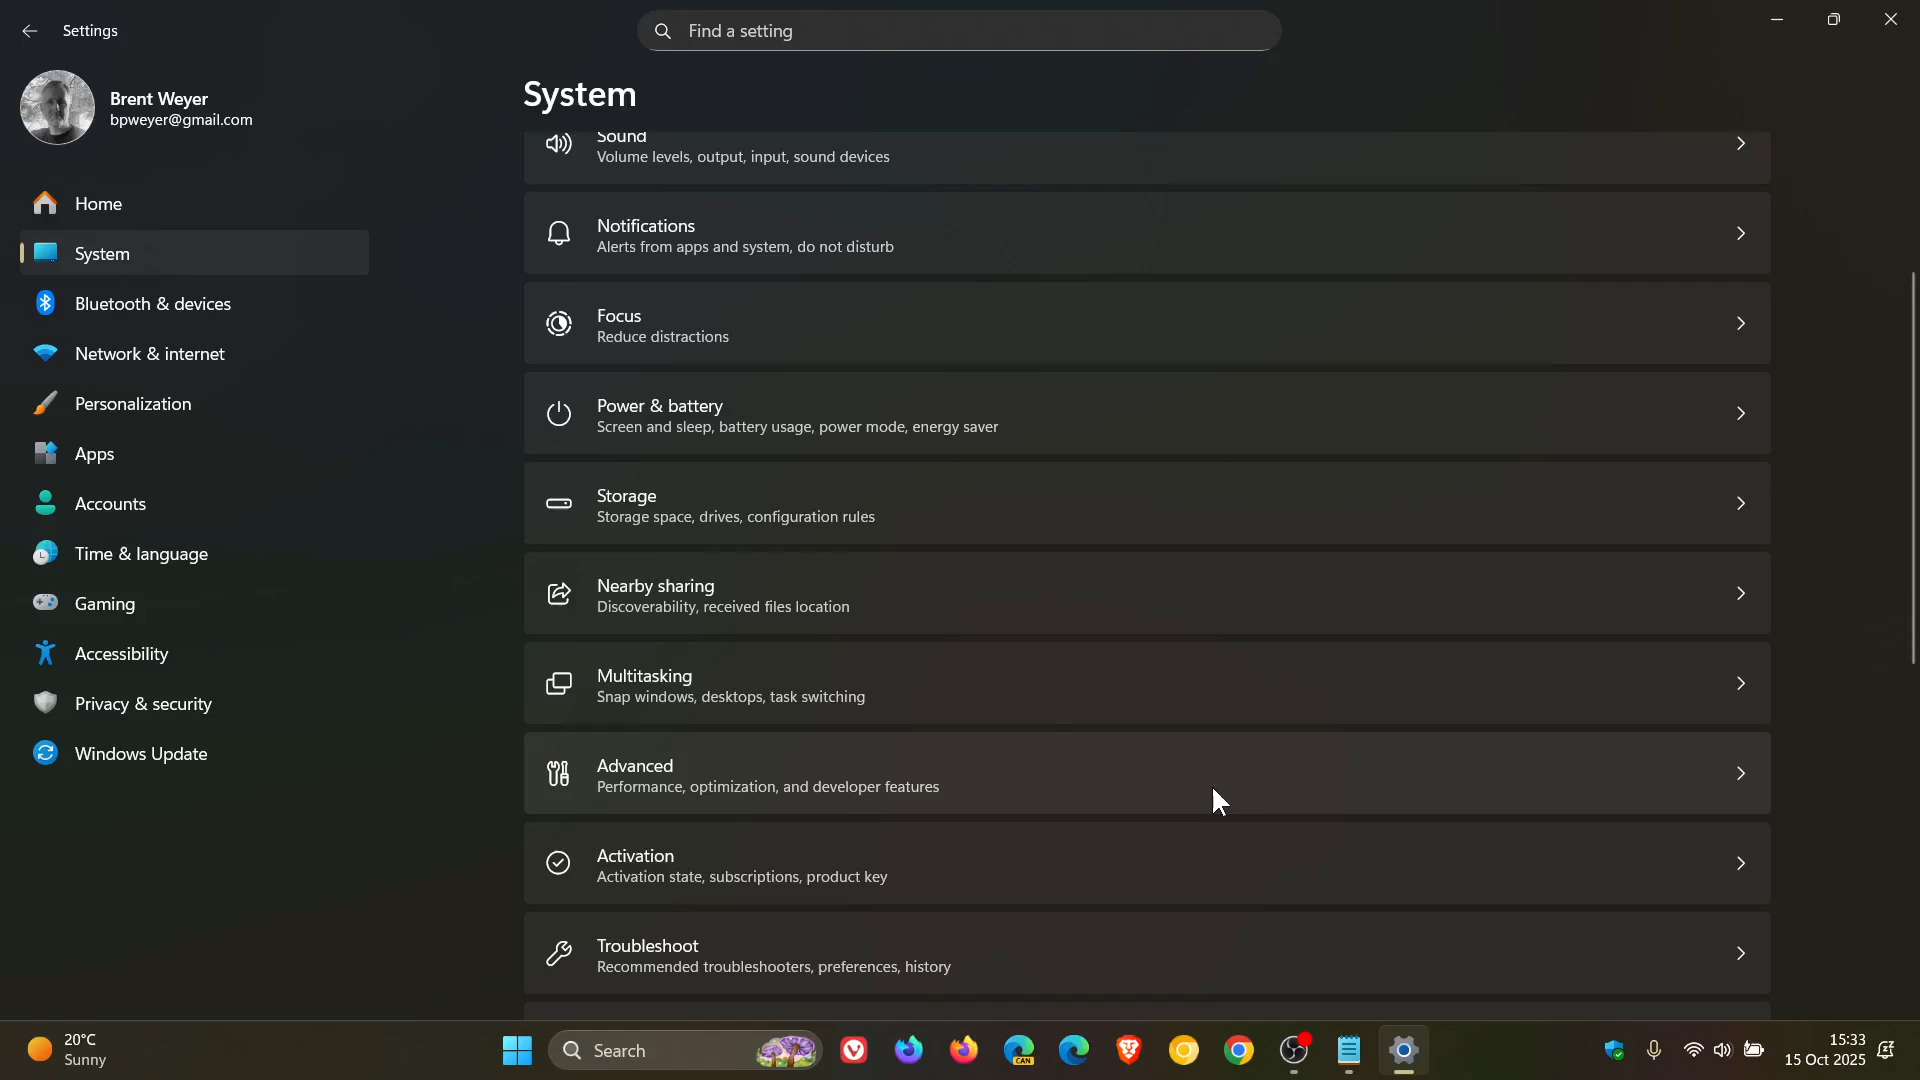 Settings
Find a setting
Brent Weyer
bpweyer@gmail.com
Home
System
Bluetooth & devices
Network & internet
Personalization
Apps
Accounts
Time & language
Gaming
Accessibility
Privacy & security
Windows Update
System
Sound
Volume levels, output, input, sound devices
Notifications
Alerts from apps and system, do not disturb
Focus
Reduce distractions
Power & battery
Screen and sleep, battery usage, power mode, energy saver
Storage
Storage space, drives, configuration rules
Nearby sharing
Discoverability, received files location
Multitasking
Snap windows, desktops, task switching
Advanced
Performance, optimization, and developer features
Activation
Activation state, subscriptions, product key
Troubleshoot
Recommended troubleshooters, preferences, history
20°C
Sunny
Search
CAN
15:33
15 Oct 2025